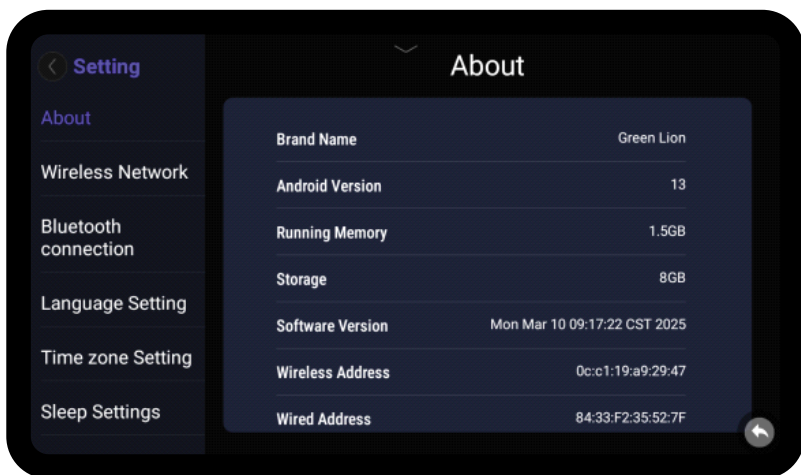 Setting
About
Wireless Network
Bluetooth
connection
Language Setting
Time zone Setting
Sleep Settings
About
Brand Name Green Lion
Android Version 13
Running Memory 1.5GB
Storage 8GB
Software Version Mon Mar 10 09:17:22 CST 2025
Wireless Address 0c:c1:19:a9:29:47
Wired Address 84:33:F2:35:52:7F